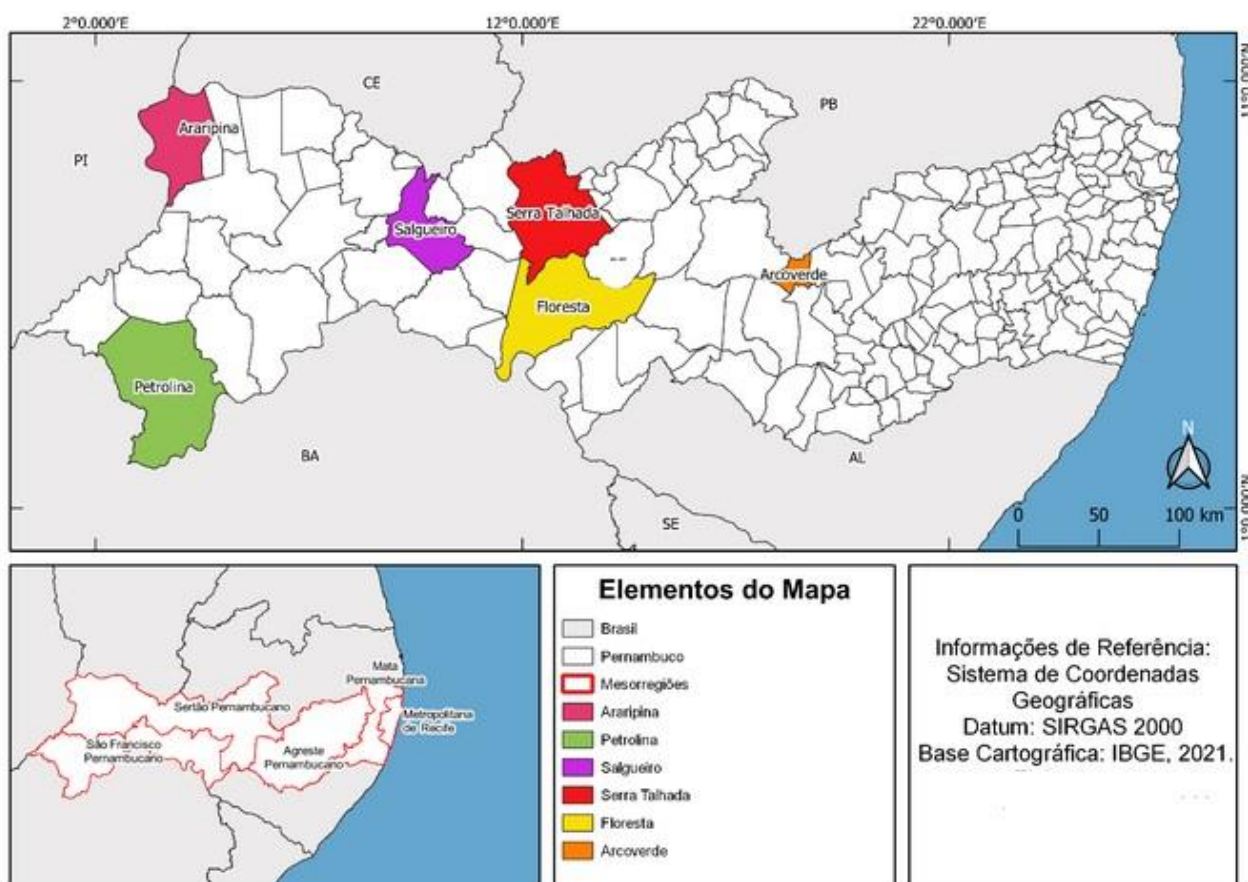 2°0.000'E
12°0.000'E
22°0.000'E
CE
PB
PI
Araripina
Salgueiro
Serra Talhada
Arcoverde
Floresta
Petrolina
BA
AL
SE
N
0 50 100 km
Mata
Pernambucana
Sertão Pernambucano
Metropolitana
de Recife
São Francisco
Pernambucano
Agreste
Pernambucano
Elementos do Mapa
Brasil
Pernambuco
Mesorregiões
Araripina
Petrolina
Salgueiro
Serra Talhada
Floresta
Arcoverde
Informações de Referência:
Sistema de Coordenadas
Geográficas
Datum: SIRGAS 2000
Base Cartográfica: IBGE, 2021.